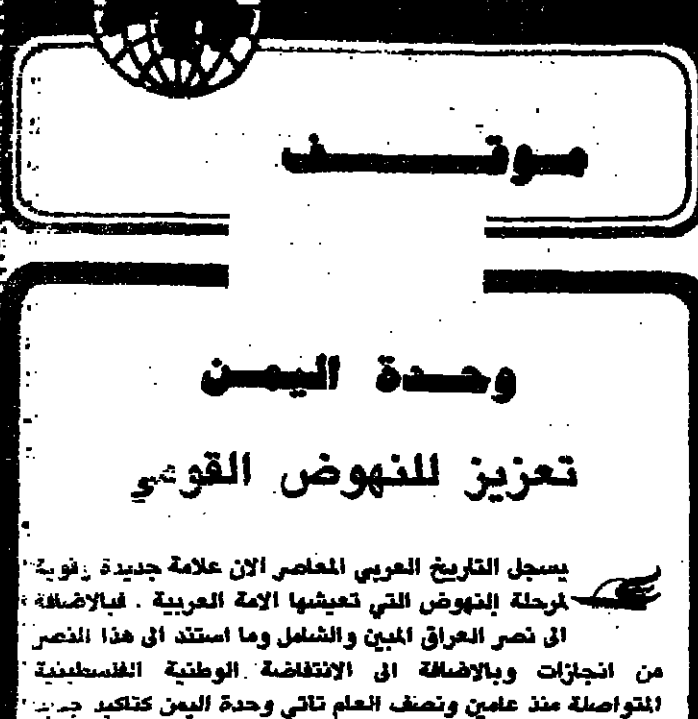 موقف
وحدة اليمن
تعزيز للنهوض القومي
يسجل التاريخ العربي المعاصر الان علامة جديدة وقوية
لمرحلة النهوض التي تعيشها الامة العربية . فبالاضافة
الى نصر العراق المبين والشامل وما استند الى هذا النصر
من انجازات وبالاضافة الى الانتفاضة الوطنية الفلسطينية
المتواصلة منذ عامين ونصف العام تاتي وحدة اليمن كتاكيد جديد